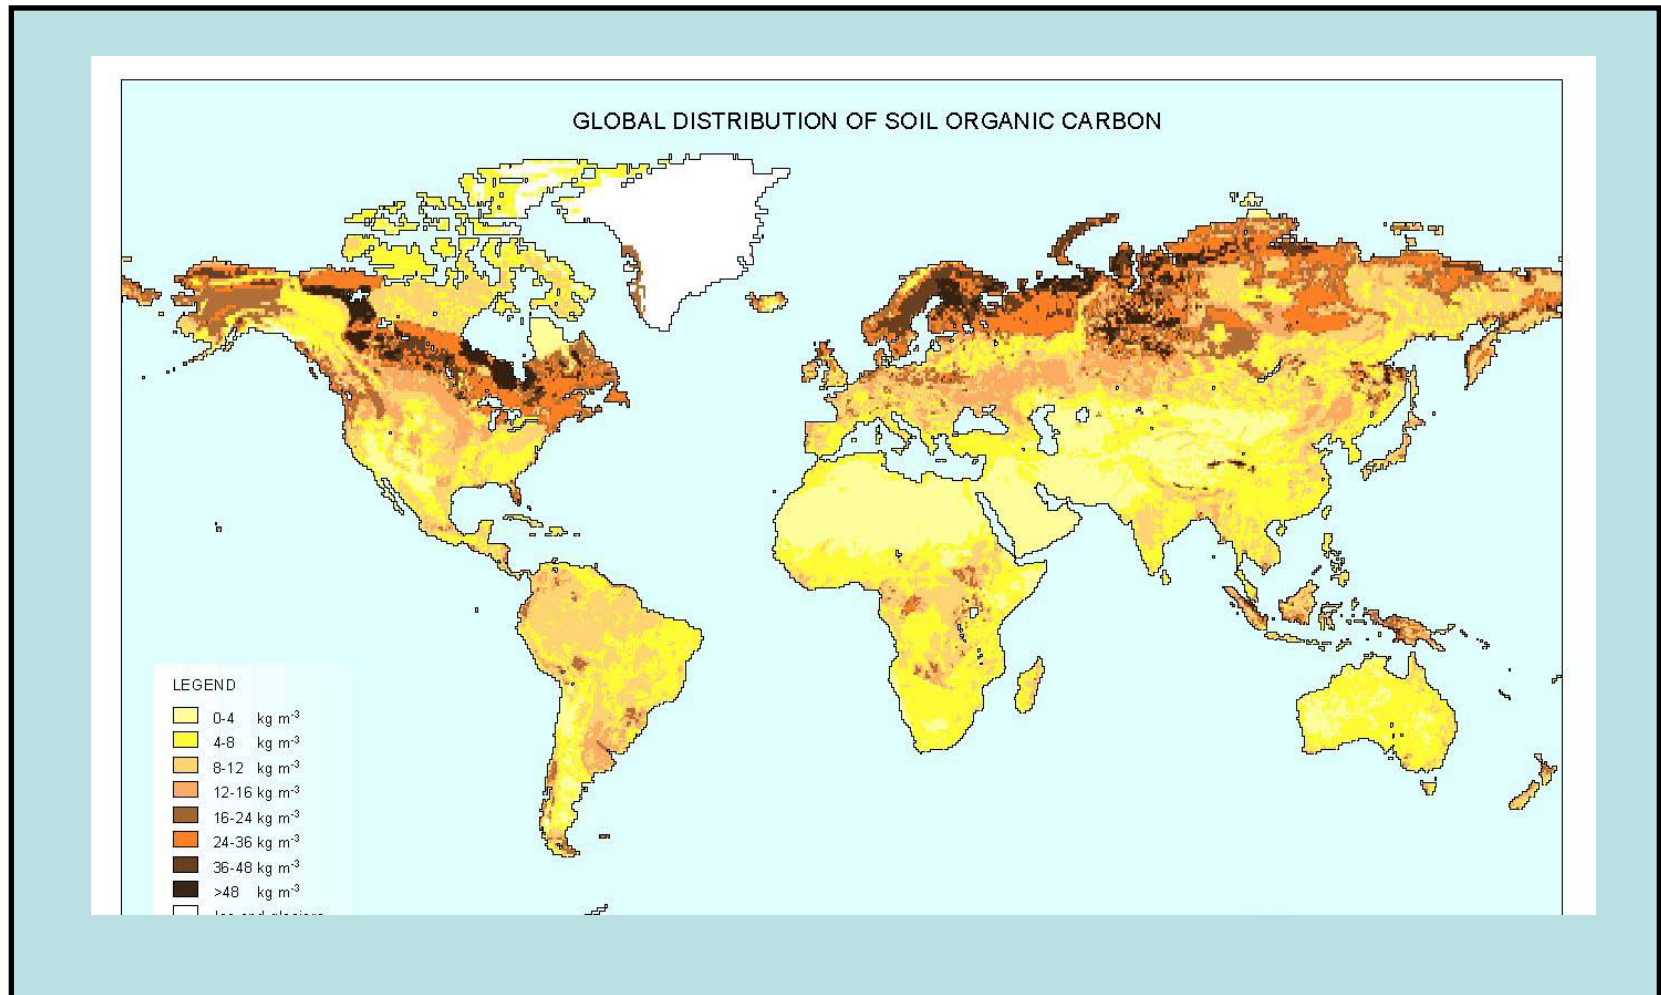 GLOBAL DISTRIBUTION OF SOIL ORGANIC CARBON
LEGEND
0-4 kg m-3
4-8 kg m-3
8-12 kg m-3
12-16 kg m-3
16-24 kg m-3
24-36 kg m-3
36-48 kg m-3
>48 kg m-3